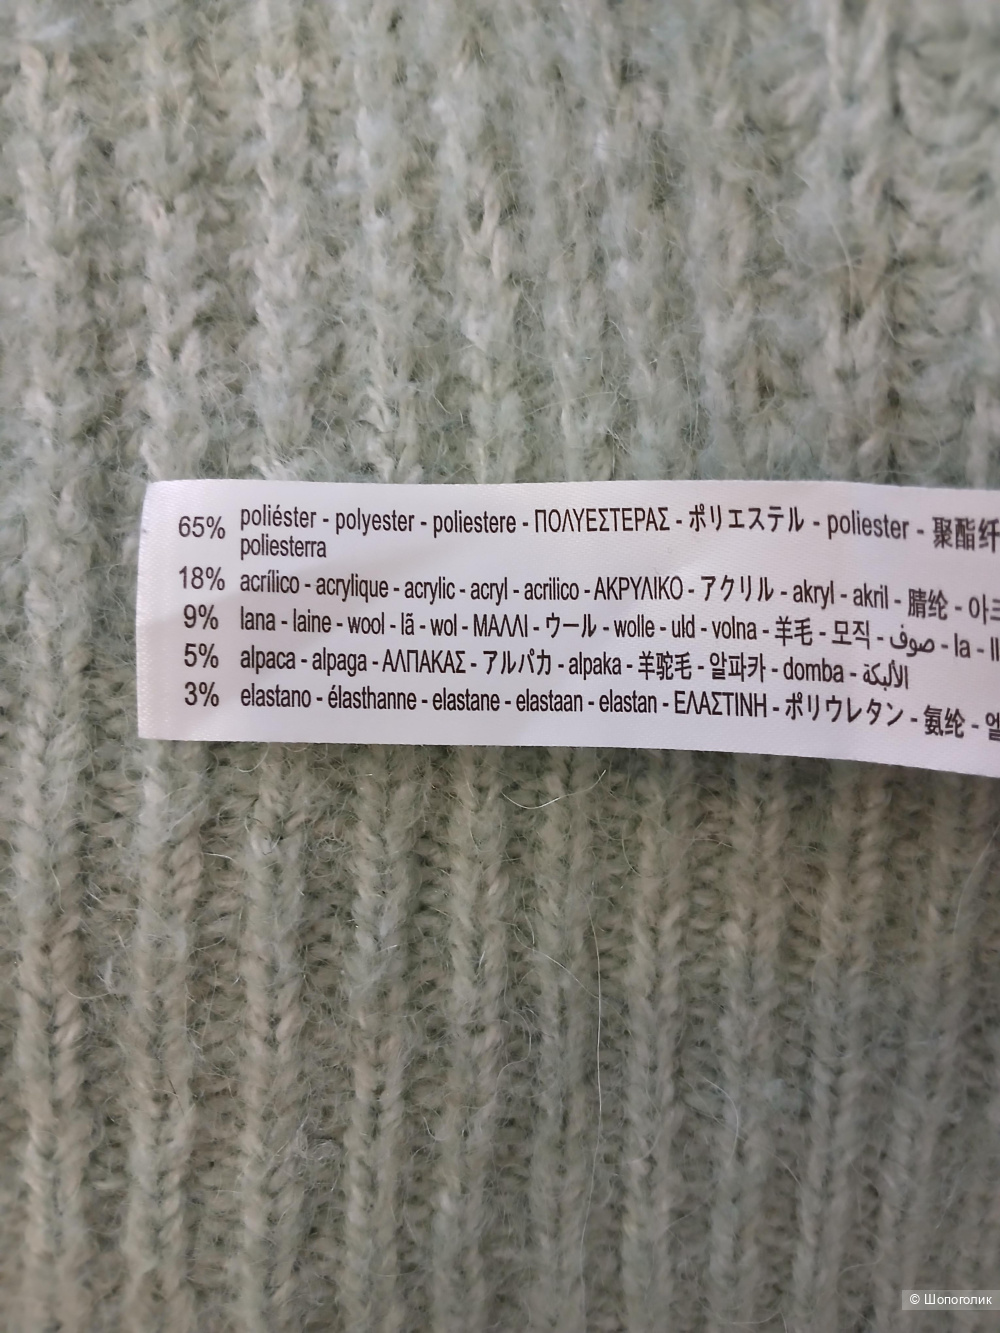 65% poliéster - polyester - poliestere - ΠΟΛΥΕΣΤΕΡΑΣ - ポリエステル - poliester - 聚酯纤
poliesterra
18% acrílico - acrylique - acrylic - acryl - acrilico - ΑΚΡΥΛΙΚΟ - アクリル - akryl - akril - 腈纶 - 아크
9% lana - laine - wool - lã - wol - ΜΑΛΛΙ - ウール - wolle - uld - volna - 羊毛 - 모직 - صوف - la - ll
5% alpaca - alpaga - ΑΛΠΑΚΑΣ - アルパカ - alpaka - 羊驼毛 - 알파카 - domba - الألبكة
3% elastano - élasthanne - elastane - elastaan - elastan - ΕΛΑΣΤΙΝΗ - ポリウレタン - 氨纶 - 엘
© Шопоголик